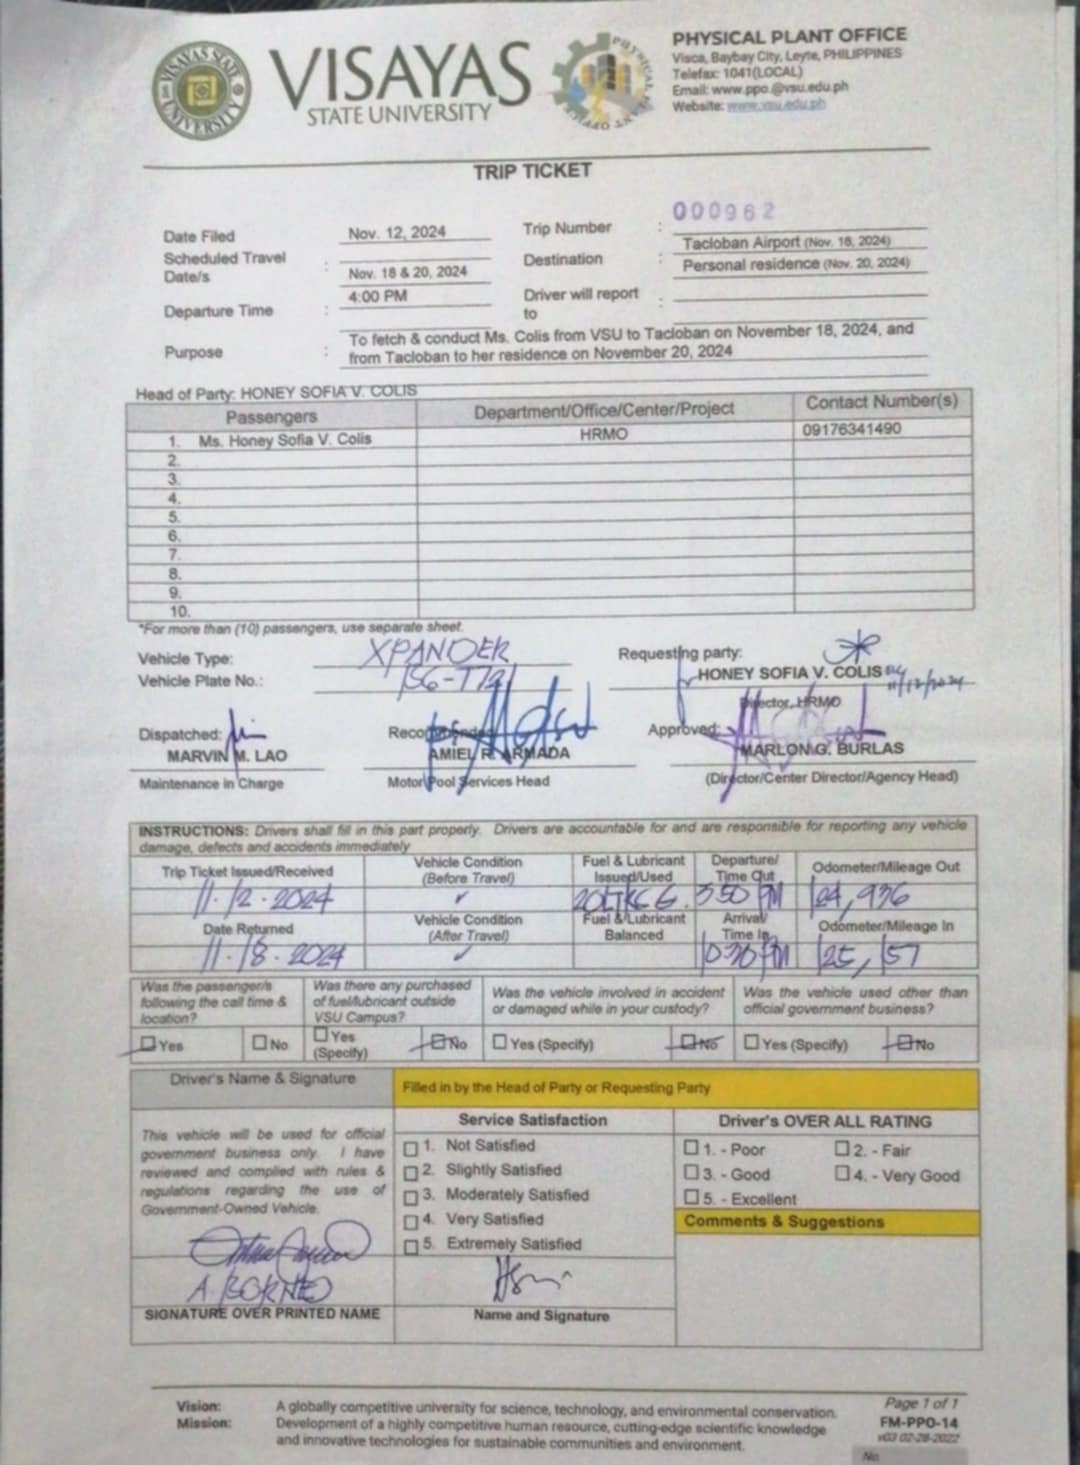 VISAYAS STATE UNIVERSITY
VISAYAS
STATE UNIVERSITY
PHYSICAL PLANT OFFICE
Visca, Baybay City, Leyte, PHILIPPINES
Telefax: 1041(LOCAL)
Email: www.ppo.@vsu.edu.ph
Website: www.vsu.edu.ph
TRIP TICKET
000962
Date Filed Nov. 12, 2024 Trip Number :
Scheduled Travel Date/s : Nov. 18 & 20, 2024 Destination : Tacloban Airport (Nov. 18, 2024)
Personal residence (Nov. 20, 2024)
Departure Time : 4:00 PM Driver will report to :
Purpose : To fetch & conduct Ms. Colis from VSU to Tacloban on November 18, 2024, and
from Tacloban to her residence on November 20, 2024
Head of Party: HONEY SOFIA V. COLIS
Passengers Department/Office/Center/Project Contact Number(s)
1. Ms. Honey Sofia V. Colis HRMO 09176341490
2.
3.
4.
5.
6.
7.
8.
9.
10.
*For more than (10) passengers, use separate sheet.
Vehicle Type: XPANDER Requesting party:
Vehicle Plate No.: HONEY SOFIA V. COLIS 11/12/2024
Director, HRMO
Dispatched: Recommended: Approved:
MARVIN M. LAO AMIEL R. ARMADA MARLON G. BURLAS
Maintenance in Charge Motor Pool Services Head (Director/Center Director/Agency Head)
INSTRUCTIONS: Drivers shall fill in this part properly. Drivers are accountable for and are responsible for reporting any vehicle
damage, defects and accidents immediately
Trip Ticket Issued/Received Vehicle Condition (Before Travel) Fuel & Lubricant Issued/Used Departure/ Time Out Odometer/Mileage Out
11.12.2024 3:50 PM 124,936
Date Returned Vehicle Condition (After Travel) Fuel & Lubricant Balanced Arrival/ Time In Odometer/Mileage In
11.18.2024 10:30 PM 125,157
Was the passenger/s following the call time & location? Was there any purchased of fuel/lubricant outside VSU Campus? Was the vehicle involved in accident or damaged while in your custody? Was the vehicle used other than official government business?
Yes No Yes (Specify) No Yes (Specify) No Yes (Specify) No
Driver's Name & Signature Filled in by the Head of Party or Requesting Party
Service Satisfaction Driver's OVER ALL RATING
This vehicle will be used for official
government business only. I have
reviewed and complied with rules &
regulations regarding the use of
Government-Owned Vehicle.
1. Not Satisfied
2. Slightly Satisfied
3. Moderately Satisfied
4. Very Satisfied
5. Extremely Satisfied
1. - Poor 2. - Fair
3. - Good 4. - Very Good
5. - Excellent
Comments & Suggestions
A. BORNEO
SIGNATURE OVER PRINTED NAME Name and Signature
Vision: A globally competitive university for science, technology, and environmental conservation.
Mission: Development of a highly competitive human resource, cutting-edge scientific knowledge
and innovative technologies for sustainable communities and environment.
Page 1 of 1
FM-PPO-14
v03 02-28-2022
No.